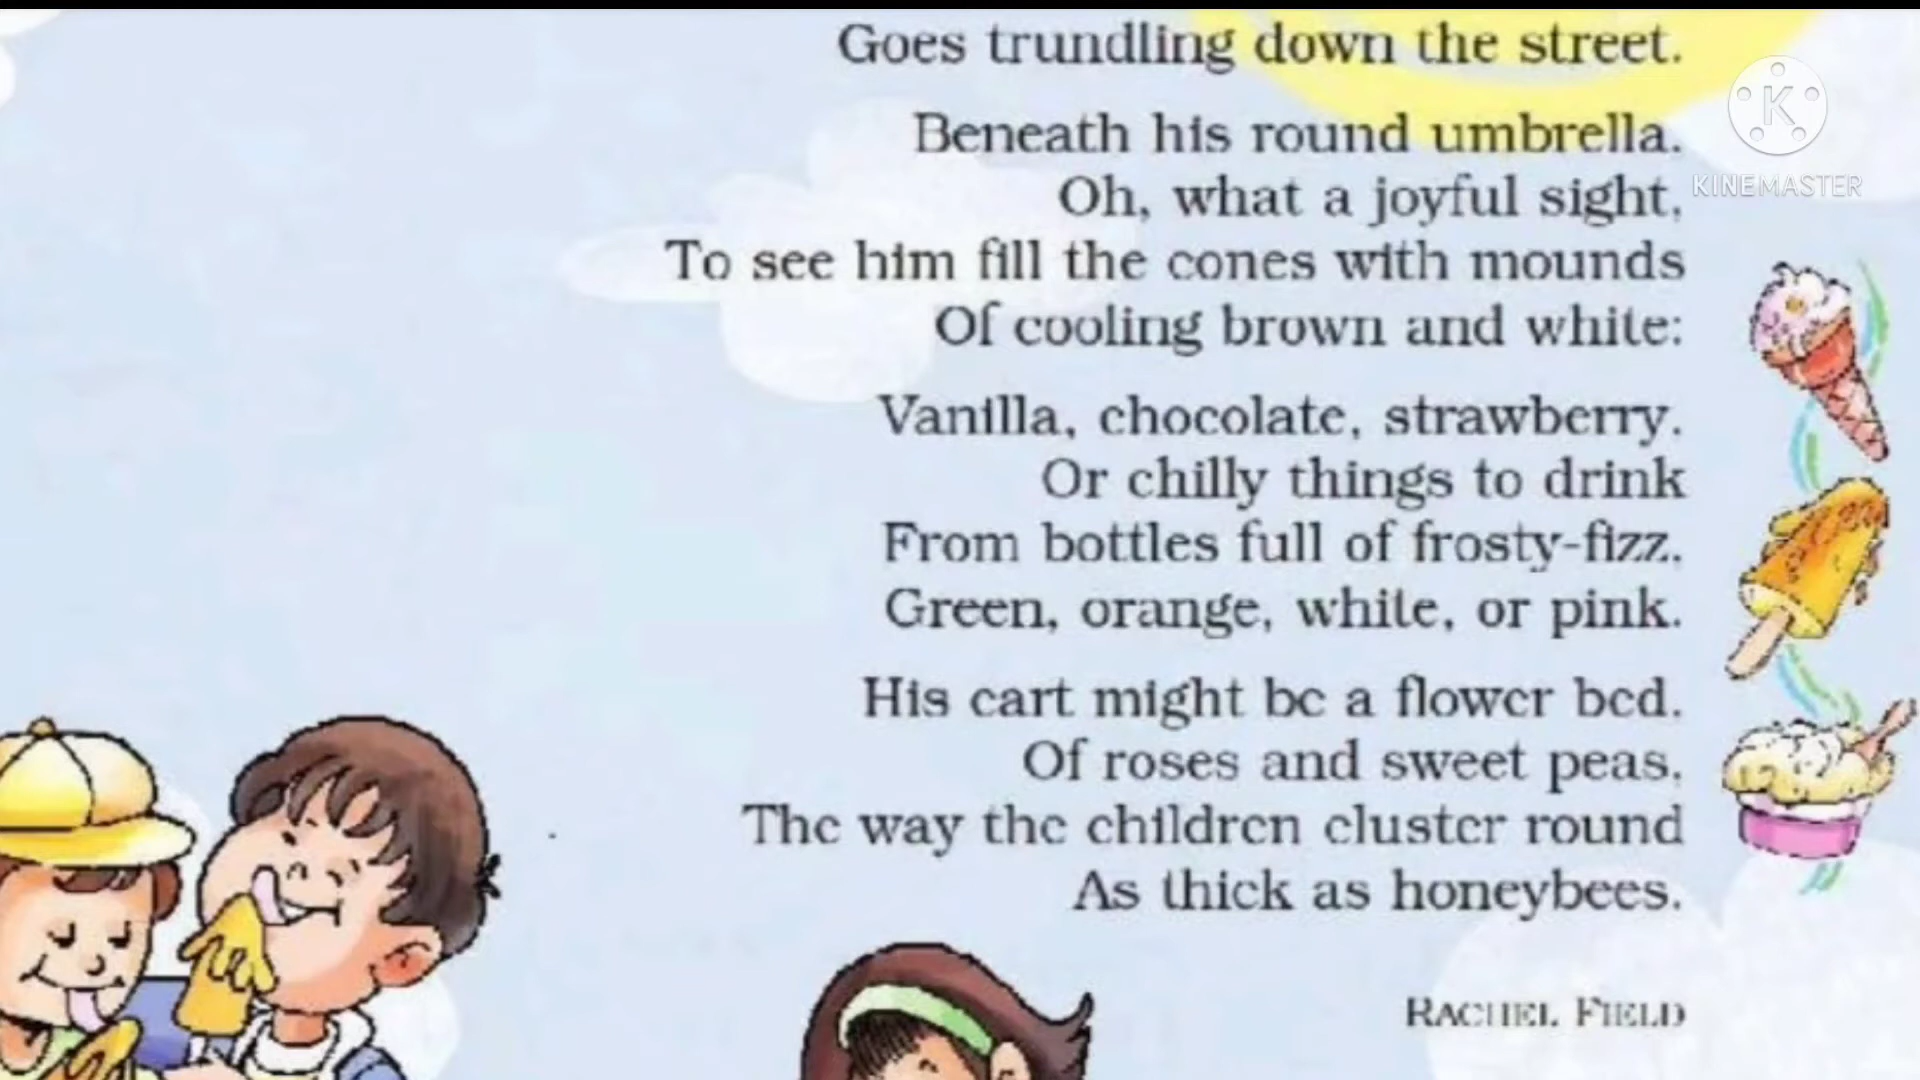 Goes trundling down the street.
Beneath his round umbrella.
Oh, what a joyful sight,
To see him fill the cones with mounds
Of cooling brown and white:
Vanilla, chocolate, strawberry.
Or chilly things to drink
From bottles full of frosty-fizz.
Green, orange, white, or pink.
His cart might be a flower bed.
Of roses and sweet peas,
The way the children cluster round
As thick as honeybees.
RACHEL FIELD
K
KINEMASTER